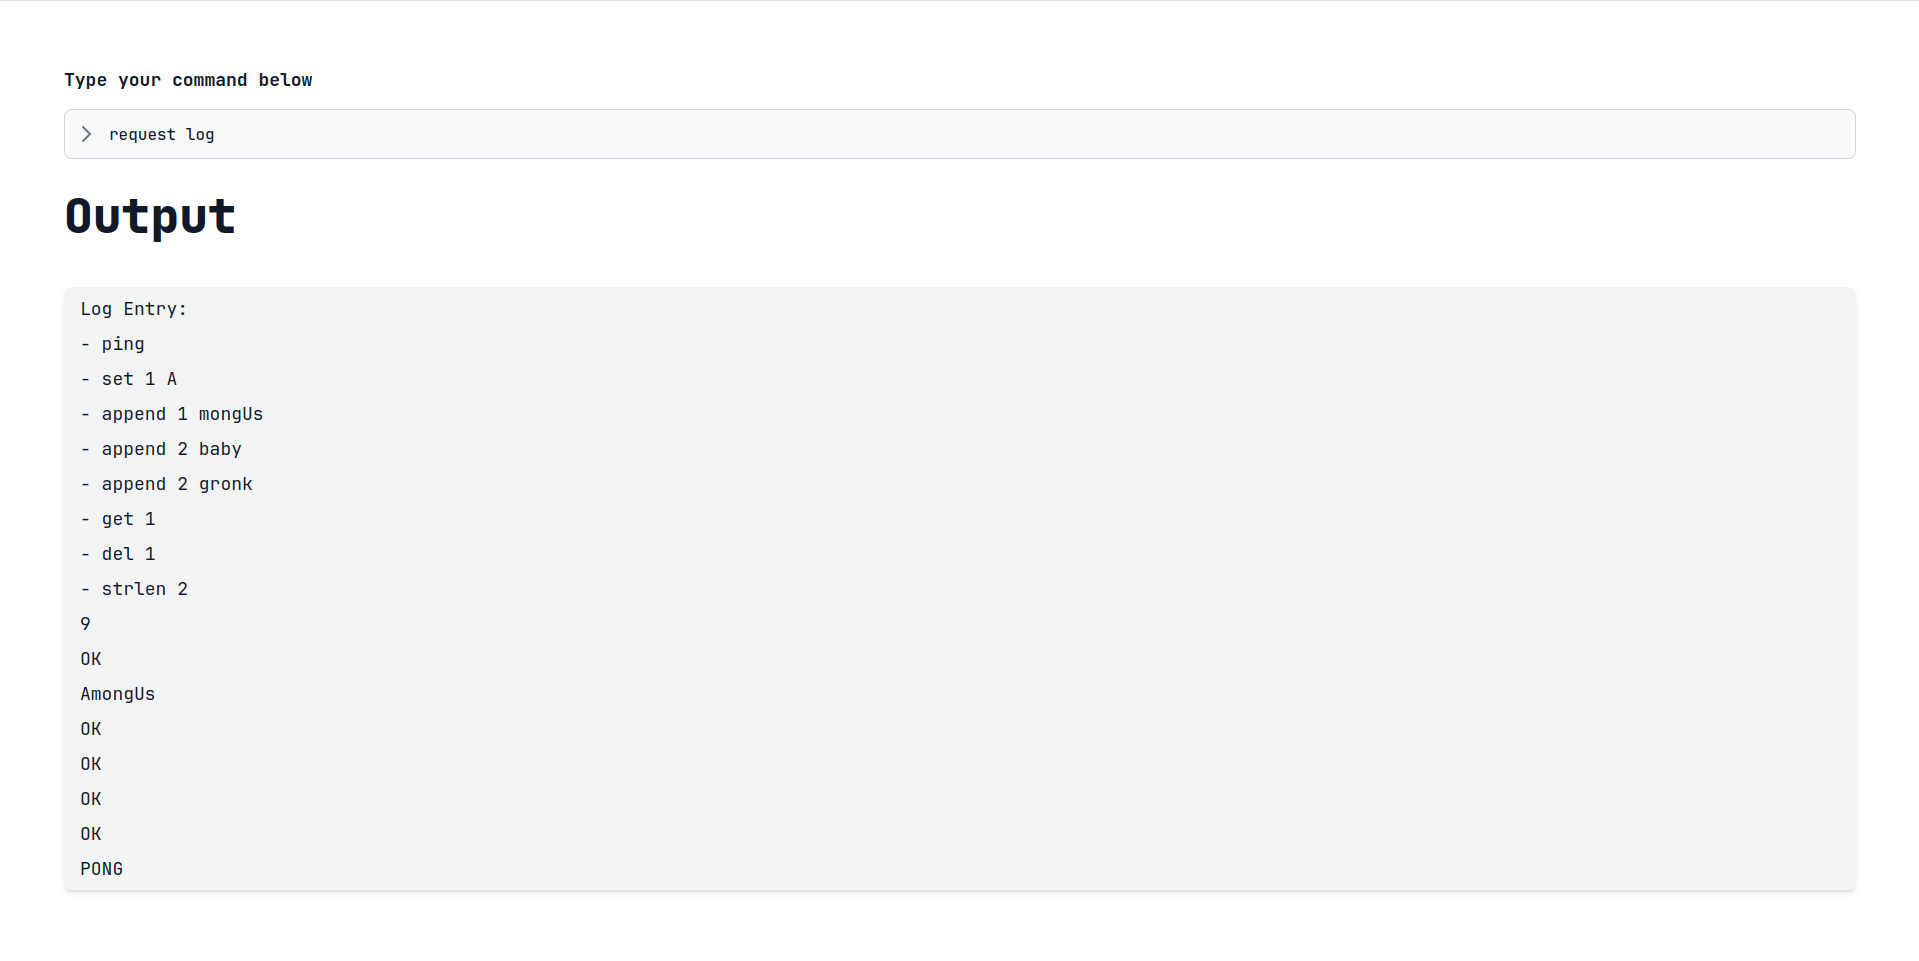 Type your command below
request log
Output
Log Entry:
- ping
- set 1 A
- append 1 mongUs
- append 2 baby
- append 2 gronk
- get 1
- del 1
- strlen 2
9
OK
AmongUs
OK
OK
OK
OK
PONG